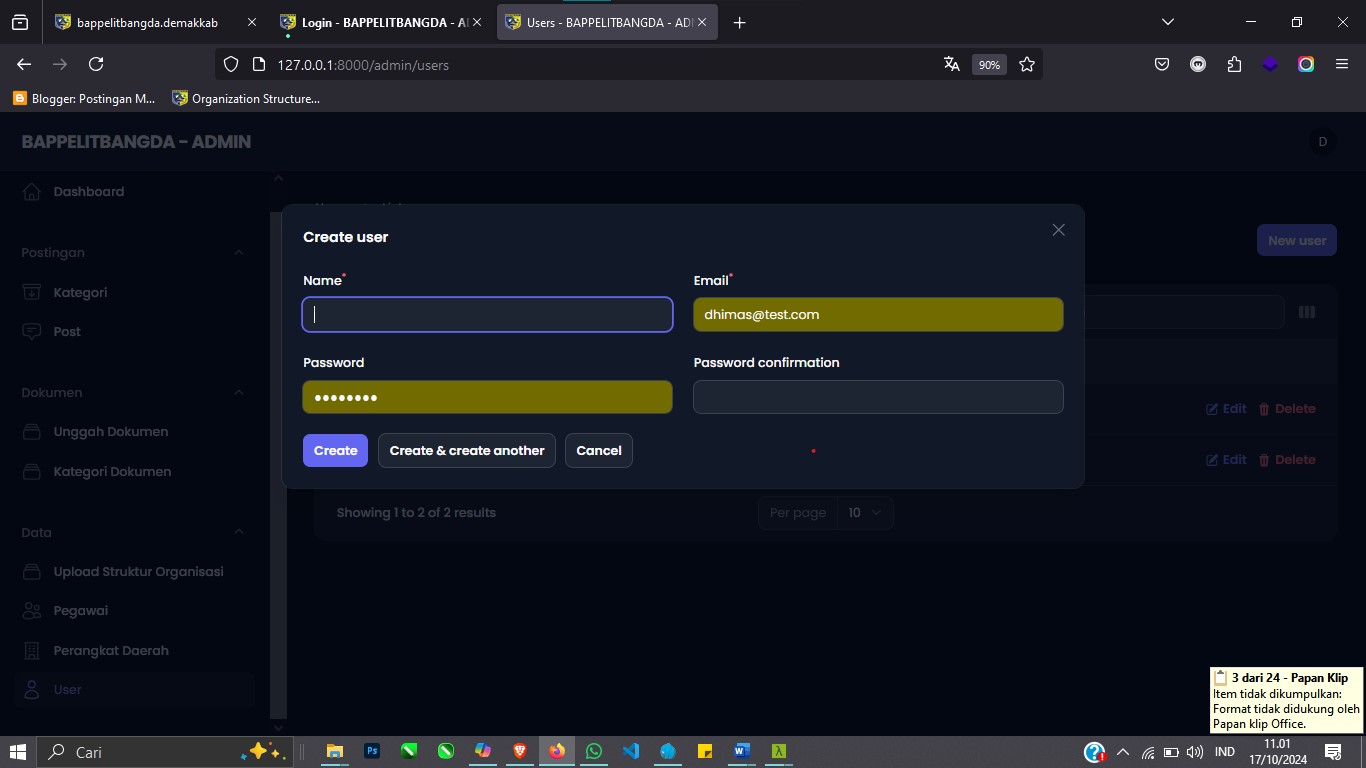 bappelitbangda.demakkab
Login - BAPPELITBANGDA - A
Users - BAPPELITBANGDA - AD
127.0.0.1:8000/admin/users
90%
Blogger: Postingan M...
Organization Structure...
BAPPELITBANGDA - ADMIN
D
Dashboard
Postingan
Kategori
Post
Dokumen
Unggah Dokumen
Kategori Dokumen
Data
Upload Struktur Organisasi
Pegawai
Perangkat Daerah
User
New user
Create user
Name*
Email*
dhimas@test.com
Password
Password confirmation
••••••••
Create
Create & create another
Cancel
Edit
Delete
Edit
Delete
Showing 1 to 2 of 2 results
Per page
10
3 dari 24 - Papan Klip
Item tidak dikumpulkan:
Format tidak didukung oleh
Papan klip Office.
Cari
Ps
IND
11.01
17/10/2024